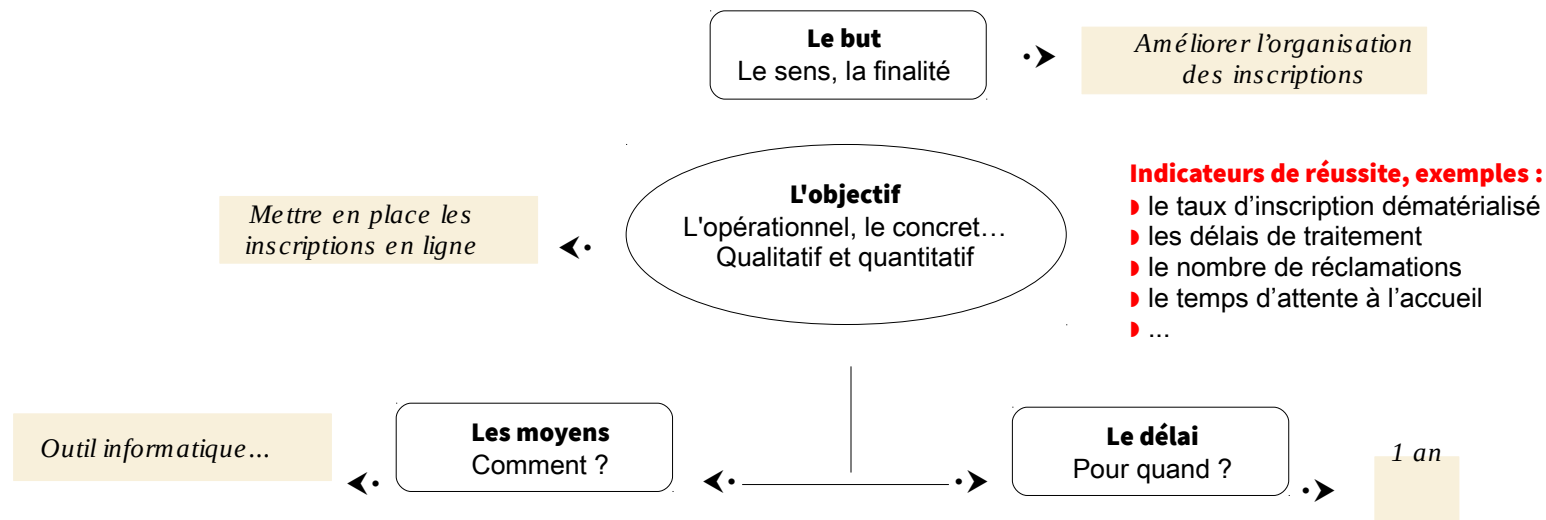 Le but
Le sens, la finalité
Améliorer l’organisation
des inscriptions
L'objectif
L'opérationnel, le concret…
Qualitatif et quantitatif
Mettre en place les
inscriptions en ligne
Indicateurs de réussite, exemples :
le taux d’inscription dématérialisé
les délais de traitement
le nombre de réclamations
le temps d’attente à l’accueil
...
Outil informatique…
Les moyens
Comment ?
Le délai
Pour quand ?
1 an